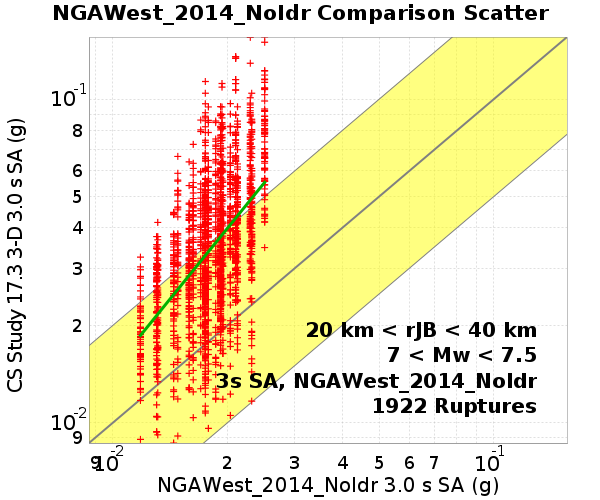 NGAWest_2014_NoIdr Comparison Scatter
CS Study 17.3 3-D 3.0 s SA (g)
10⁻¹
8
6
5
4
3
2
10⁻²
9
20 km < rJB < 40 km
7 < Mw < 7.5
3s SA, NGAWest_2014_NoIdr
1922 Ruptures
9 10⁻² 2 3 4 5 6 7 10⁻¹
NGAWest_2014_NoIdr 3.0 s SA (g)